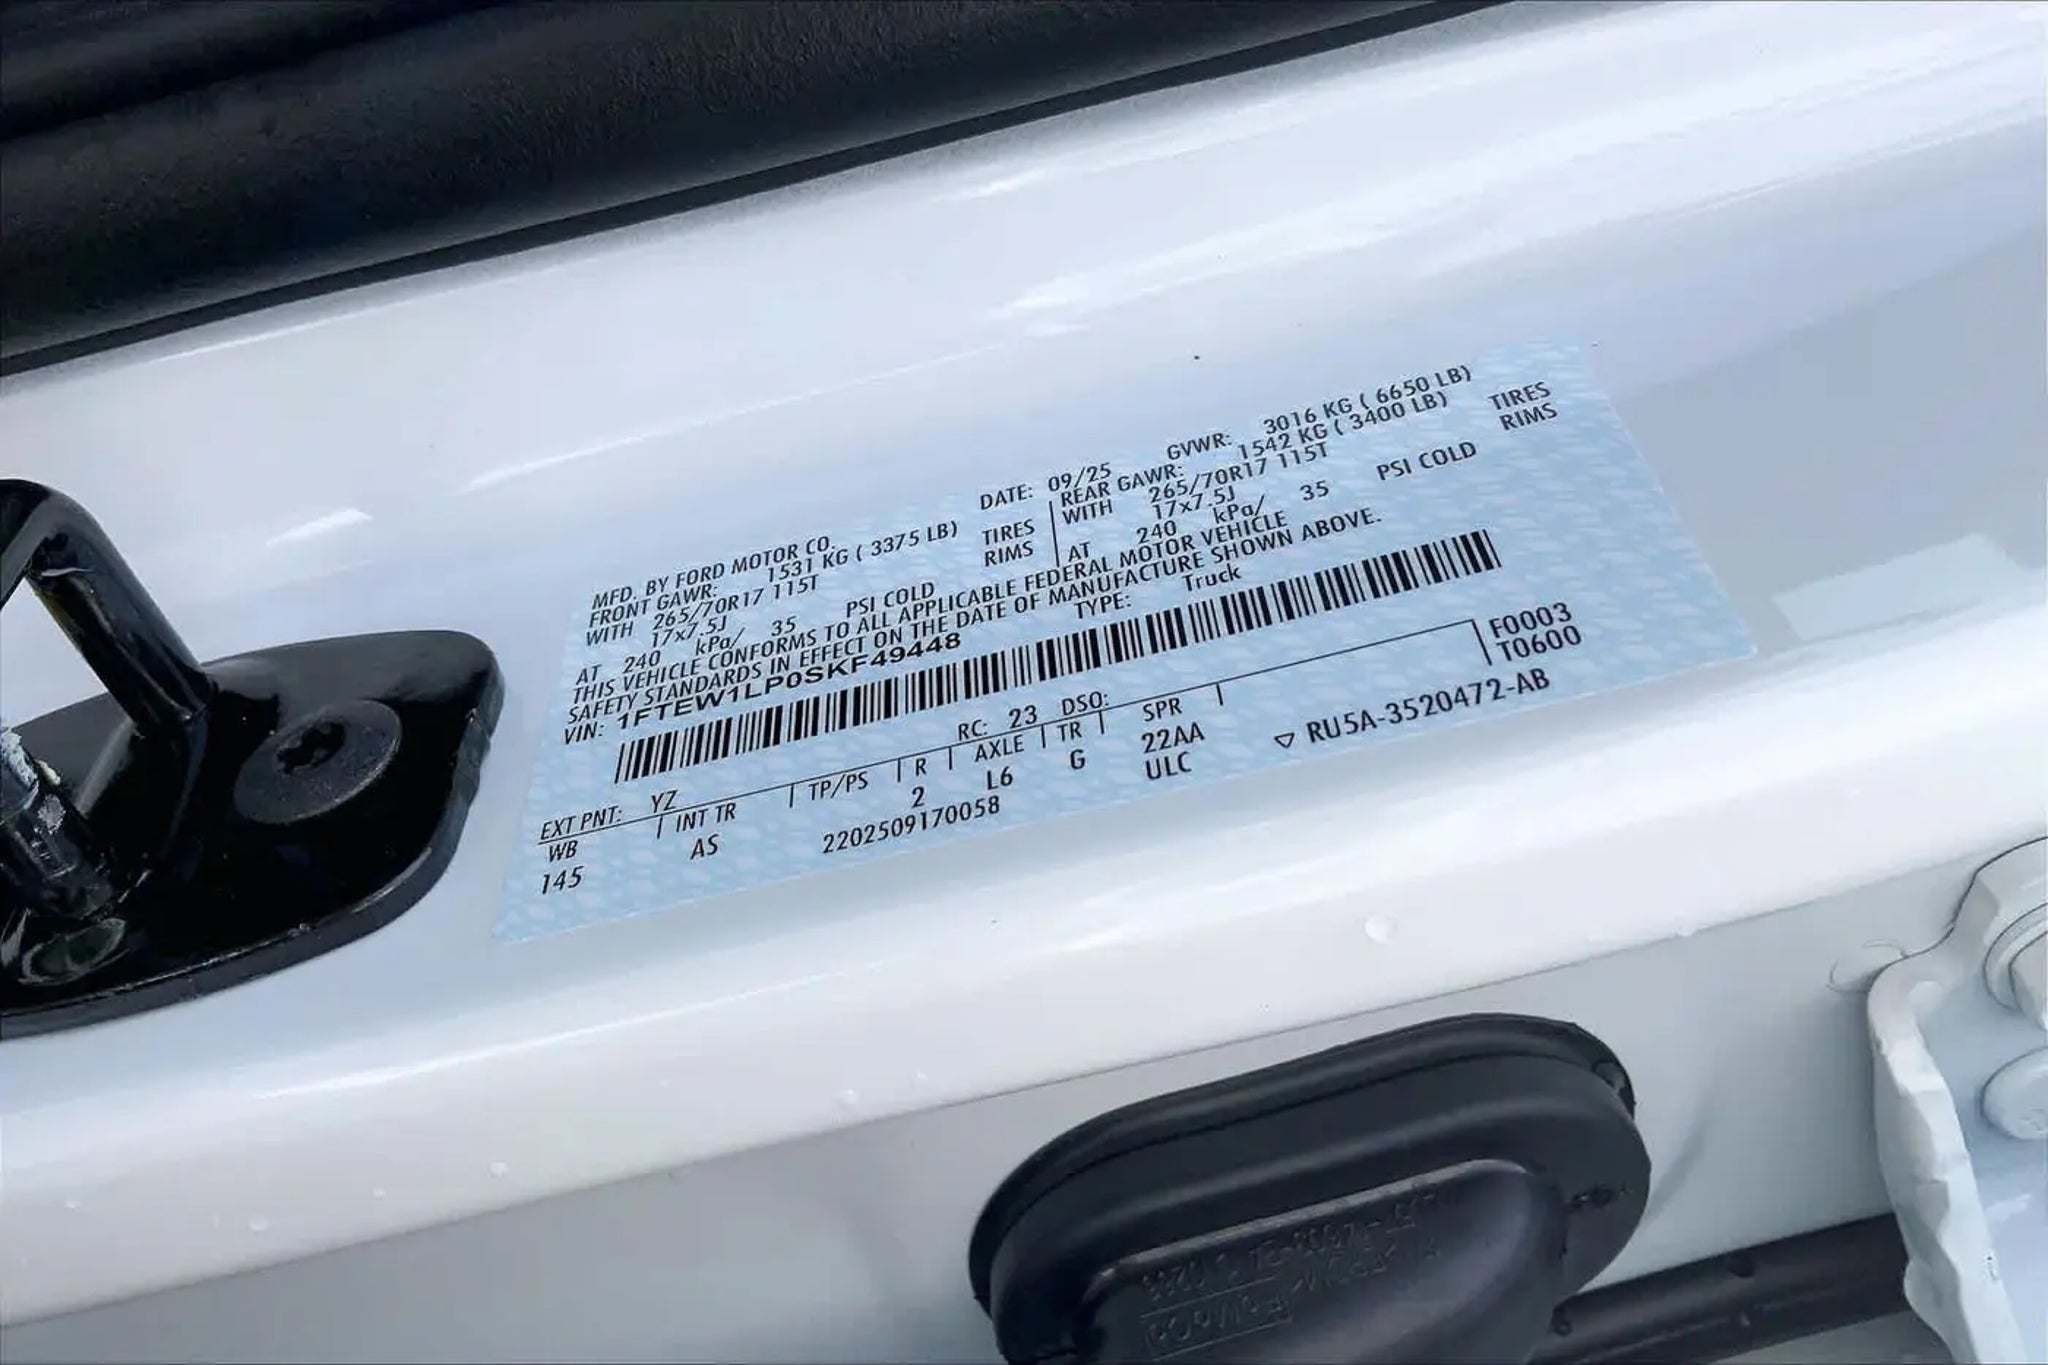 MFD. BY FORD MOTOR CO. DATE: 09/25 GVWR: 3016 KG ( 6650 LB)
FRONT GAWR: 1531 KG ( 3375 LB) REAR GAWR: 1542 KG ( 3400 LB)
WITH 265/70R17 115T TIRES WITH 265/70R17 115T TIRES
17x7.5J RIMS 17x7.5J RIMS
AT 240 kPa/ 35 PSI COLD AT 240 kPa/ 35 PSI COLD
THIS VEHICLE CONFORMS TO ALL APPLICABLE FEDERAL MOTOR VEHICLE
SAFETY STANDARDS IN EFFECT ON THE DATE OF MANUFACTURE SHOWN ABOVE.
VIN: 1FTEW1LP0SKF49448 TYPE: Truck
F0003
T0600
EXT PNT: YZ RC: 23 DSO:
WB INT TR TP/PS R AXLE TR SPR
145 AS 2 L6 G 22AA
2202509170058 ULC ▽ RU5A-3520472-AB